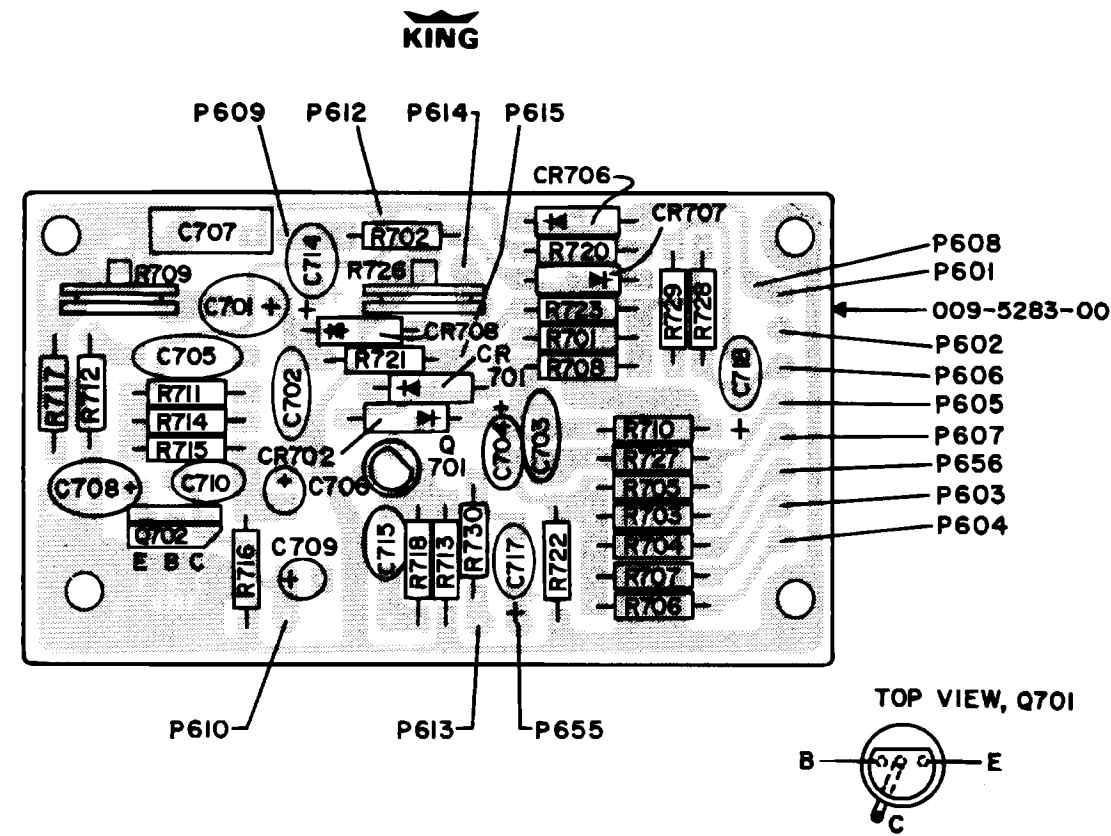 KING
P609 P612 P614 P615
CR706
CR707
C707
C714
R702
R720
P608
P601
R709
R726
C701 +
+
R723
R729
R728
009-5283-00
CR708
R701
P602
C705
R721
CR
701
R708
C718
+
P606
R717
R712
R711
C702
P605
R714
CR702
Q
701
+
C704
C703
R710
P607
R715
R727
P656
C708 +
C710
+
C706
R705
P603
Q702
E B C
R716
C709
+
C715
R718
R713
R730
C717
+
R722
R703
R704
P604
R707
R706
P610 P613 P655
TOP VIEW, Q701
B
E
C